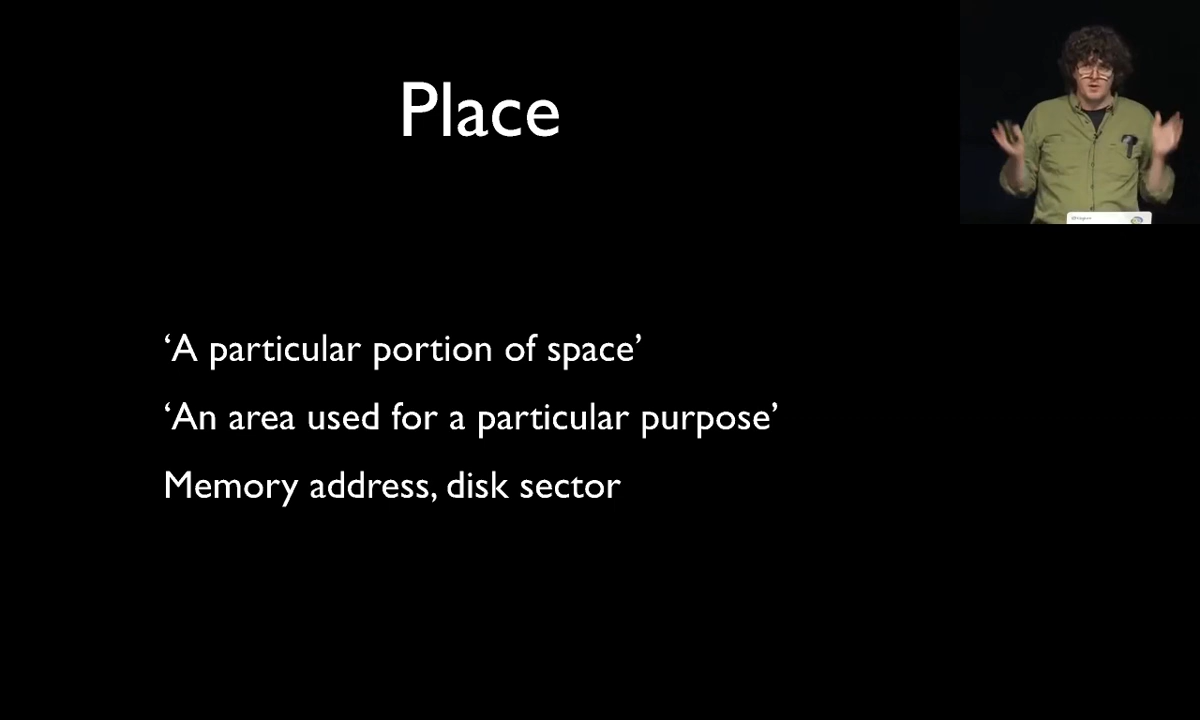 Place
‘A particular portion of space’
‘An area used for a particular purpose’
Memory address, disk sector